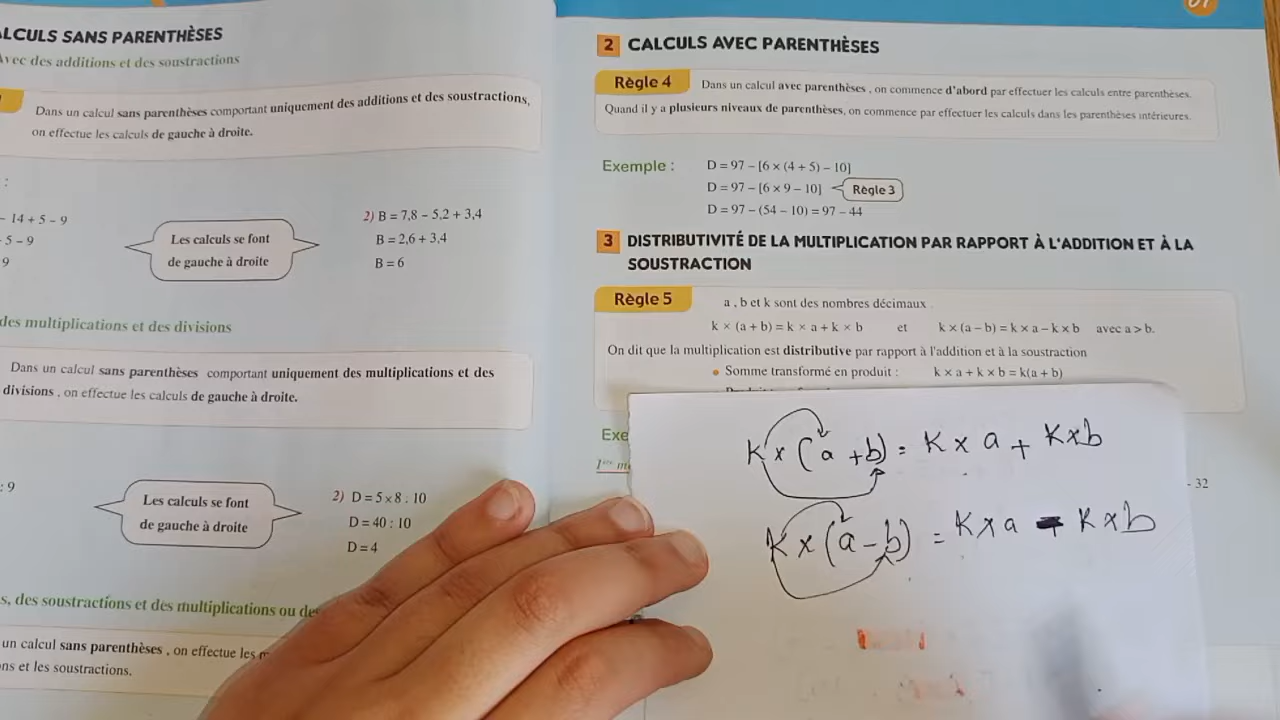 CALCULS SANS PARENTHÈSES
Avec des additions et des soustractions
Dans un calcul sans parenthèses comportant uniquement des additions et des soustractions,
on effectue les calculs de gauche à droite.
:
- 14 + 5 - 9
5 - 9
9
Les calculs se font
de gauche à droite
2) B = 7,8 - 5,2 + 3,4
B = 2,6 + 3,4
B = 6
des multiplications et des divisions
Dans un calcul sans parenthèses comportant uniquement des multiplications et des
divisions , on effectue les calculs de gauche à droite.
: 9
Les calculs se font
de gauche à droite
2) D = 5 x 8 : 10
D = 40 : 10
D = 4
s, des soustractions et des multiplications ou des
un calcul sans parenthèses , on effectue les
ns et les soustractions.
2 CALCULS AVEC PARENTHÈSES
Règle 4
Dans un calcul avec parenthèses , on commence d'abord par effectuer les calculs entre parenthèses.
Quand il y a plusieurs niveaux de parenthèses, on commence par effectuer les calculs dans les parenthèses intérieures.
Exemple :
D = 97 - [6 × (4 + 5) - 10]
D = 97 - [6 × 9 - 10]
Règle 3
D = 97 - (54 - 10) = 97 - 44
3 DISTRIBUTIVITÉ DE LA MULTIPLICATION PAR RAPPORT À L'ADDITION ET À LA
SOUSTRACTION
Règle 5
a , b et k sont des nombres décimaux
k × (a + b) = k × a + k × b et k × (a - b) = k × a - k × b avec a > b.
On dit que la multiplication est distributive par rapport à l'addition et à la soustraction
• Somme transformé en produit : k × a + k × b = k(a + b)
Exe
1ère m
- 32
K × (a + b) = K × a + K × b
K × (a - b) = K × a - K × b